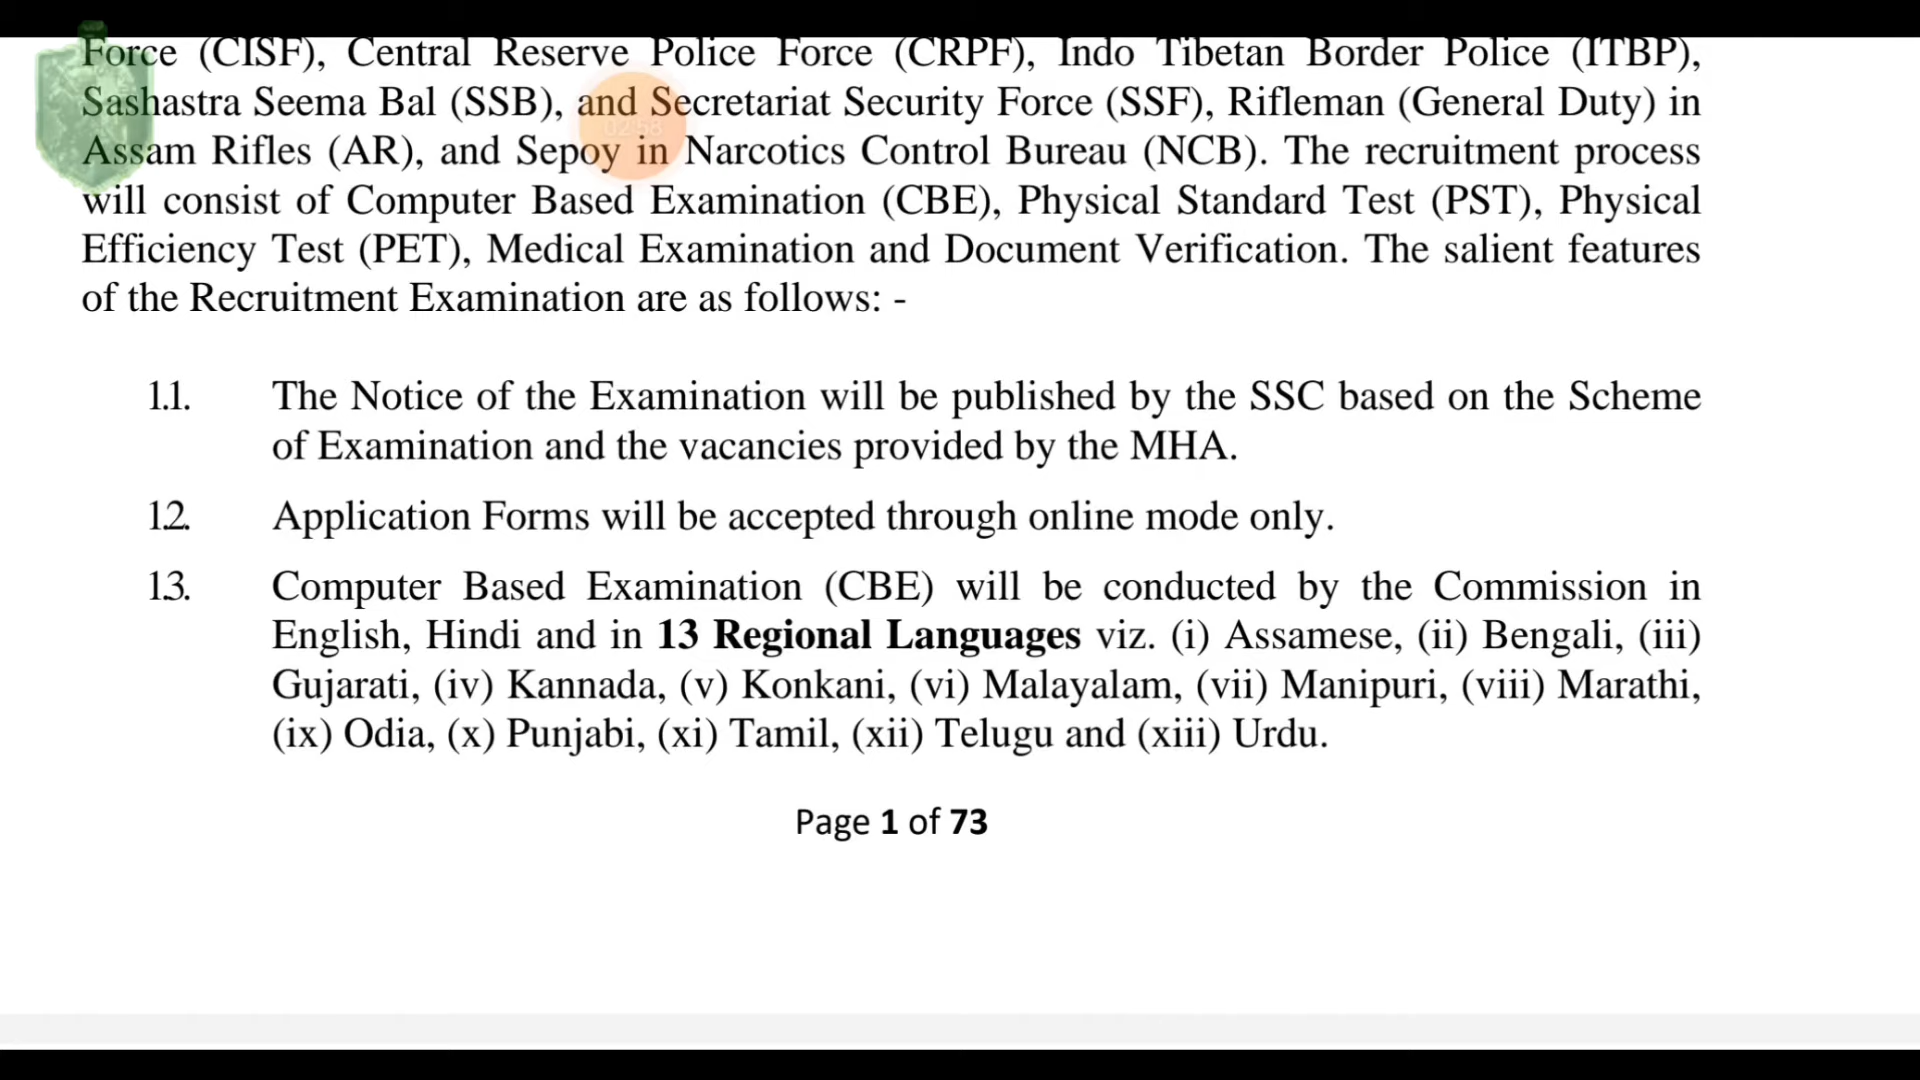 Force (CISF), Central Reserve Police Force (CRPF), Indo Tibetan Border Police (ITBP),
Sashastra Seema Bal (SSB), and Secretariat Security Force (SSF), Rifleman (General Duty) in
02:58
Assam Rifles (AR), and Sepoy in Narcotics Control Bureau (NCB). The recruitment process
will consist of Computer Based Examination (CBE), Physical Standard Test (PST), Physical
Efficiency Test (PET), Medical Examination and Document Verification. The salient features
of the Recruitment Examination are as follows: -
1.1. The Notice of the Examination will be published by the SSC based on the Scheme
of Examination and the vacancies provided by the MHA.
1.2. Application Forms will be accepted through online mode only.
1.3. Computer Based Examination (CBE) will be conducted by the Commission in
English, Hindi and in 13 Regional Languages viz. (i) Assamese, (ii) Bengali, (iii)
Gujarati, (iv) Kannada, (v) Konkani, (vi) Malayalam, (vii) Manipuri, (viii) Marathi,
(ix) Odia, (x) Punjabi, (xi) Tamil, (xii) Telugu and (xiii) Urdu.
Page 1 of 73